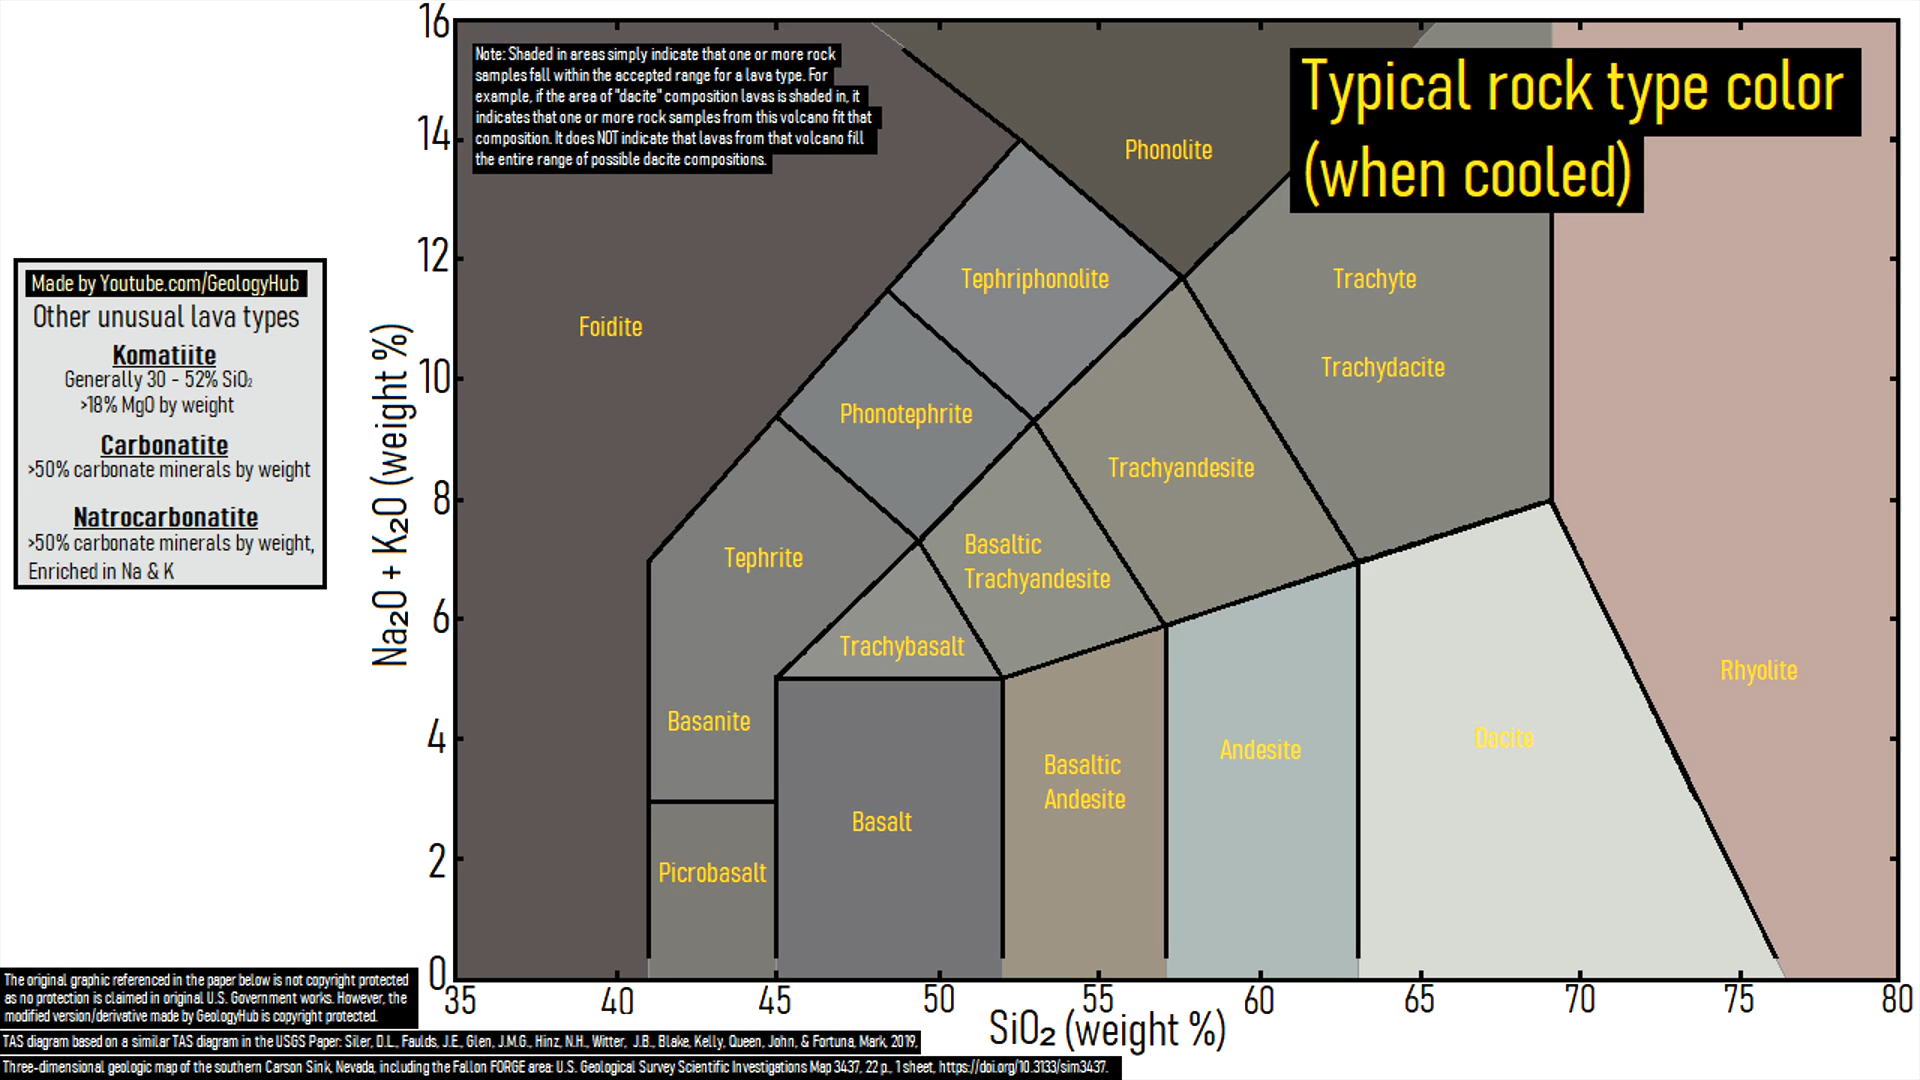 Typical rock type color
(when cooled)
Note: Shaded in areas simply indicate that one or more rock
samples fall within the accepted range for a lava type. For
example, if the area of "dacite" composition lavas is shaded in, it
indicates that one or more rock samples from this volcano fit that
composition. It does NOT indicate that lavas from that volcano fill
the entire range of possible dacite compositions.
Made by Youtube.com/GeologyHub
Other unusual lava types
Komatiite
Generally 30 - 52% SiO₂
>18% MgO by weight
Carbonatite
>50% carbonate minerals by weight
Natrocarbonatite
>50% carbonate minerals by weight,
Enriched in Na & K
Na₂O + K₂O (weight %)
16
14
12
10
8
6
4
2
0
Phonolite
Tephriphonolite
Trachyte
Foidite
Trachydacite
Phonotephrite
Trachyandesite
Basaltic
Trachyandesite
Tephrite
Trachybasalt
Rhyolite
Basanite
Dacite
Andesite
Basaltic
Andesite
Basalt
Picrobasalt
35 40 45 50 55 60 65 70 75 80
SiO₂ (weight %)
The original graphic referenced in the paper below is not copyright protected
as no protection is claimed in original U.S. Government works. However, the
modified version/derivative made by GeologyHub is copyright protected.
TAS diagram based on a similar TAS diagram in the USGS Paper: Siler, D.L., Faulds, J.E., Glen, J.M.G., Hinz, N.H., Witter, J.B., Blake, Kelly, Queen, John, & Fortuna, Mark, 2019,
Three-dimensional geologic map of the southern Carson Sink, Nevada, including the Fallon FORGE area: U.S. Geological Survey Scientific Investigations Map 3437, 22 p., 1 sheet, https://doi.org/10.3133/sim3437.